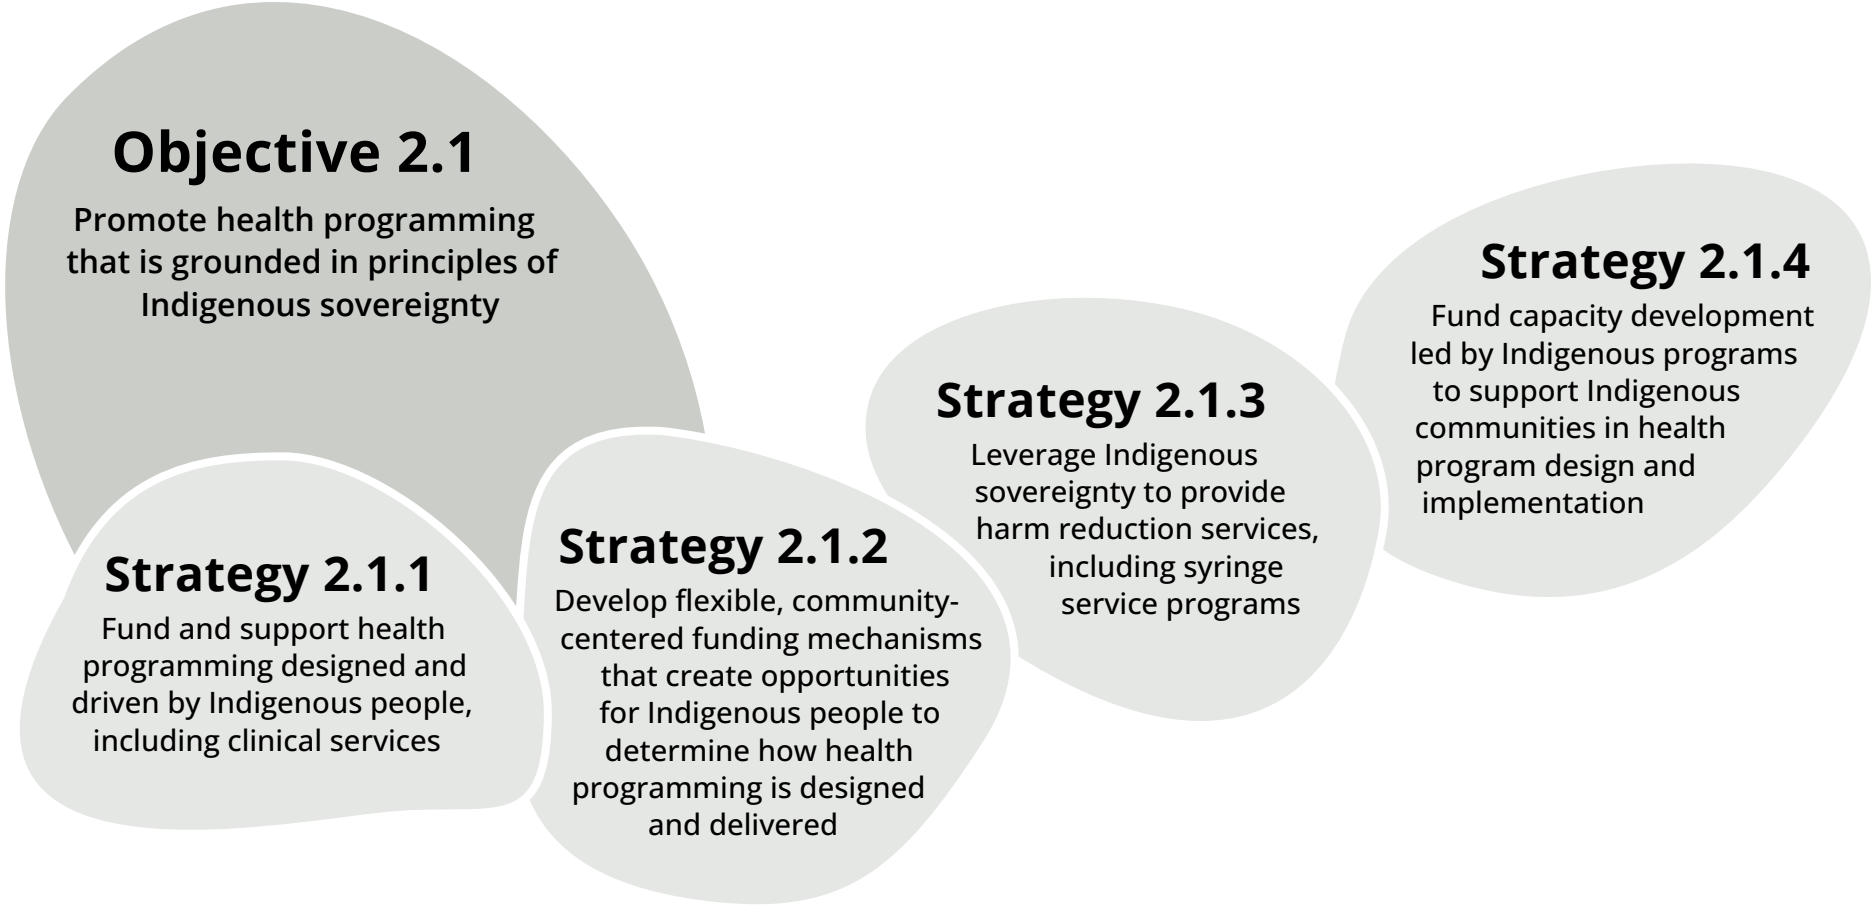 Objective 2.1
Promote health programming
that is grounded in principles of
Indigenous sovereignty
Strategy 2.1.1
Fund and support health
programming designed and
driven by Indigenous people,
including clinical services
Strategy 2.1.2
Develop flexible, community-
centered funding mechanisms
that create opportunities
for Indigenous people to
determine how health
programming is designed
and delivered
Strategy 2.1.3
Leverage Indigenous
sovereignty to provide
harm reduction services,
including syringe
service programs
Strategy 2.1.4
Fund capacity development
led by Indigenous programs
to support Indigenous
communities in health
program design and
implementation